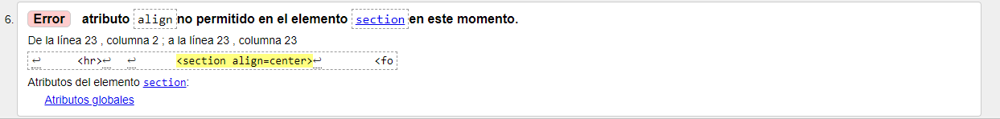 6. Error atributo align no permitido en el elemento section en este momento.
De la línea 23 , columna 2 ; a la línea 23 , columna 23
↩ <hr>↩ ↩ <section align=center>↩ <fo
Atributos del elemento section:
Atributos globales